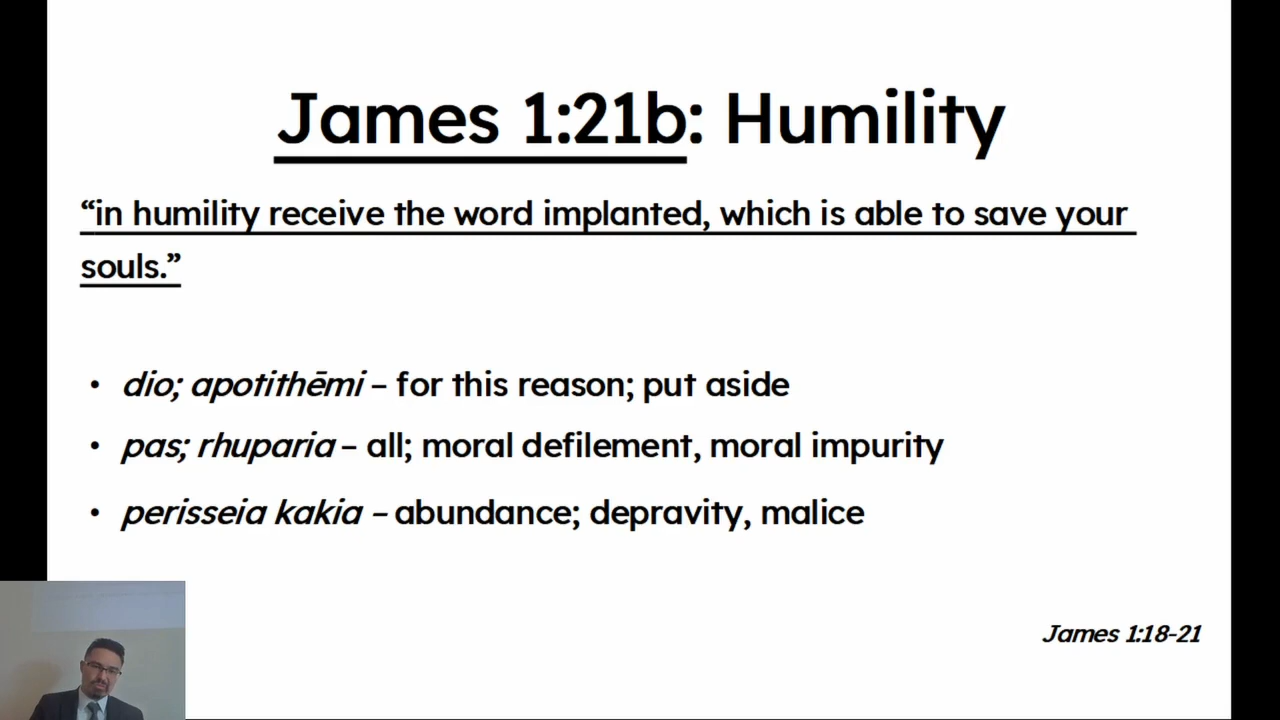 James 1:21b: Humility
“in humility receive the word implanted, which is able to save your
souls.”
• dio; apotithēmi – for this reason; put aside
• pas; rhuparia – all; moral defilement, moral impurity
• perisseia kakia – abundance; depravity, malice
James 1:18-21